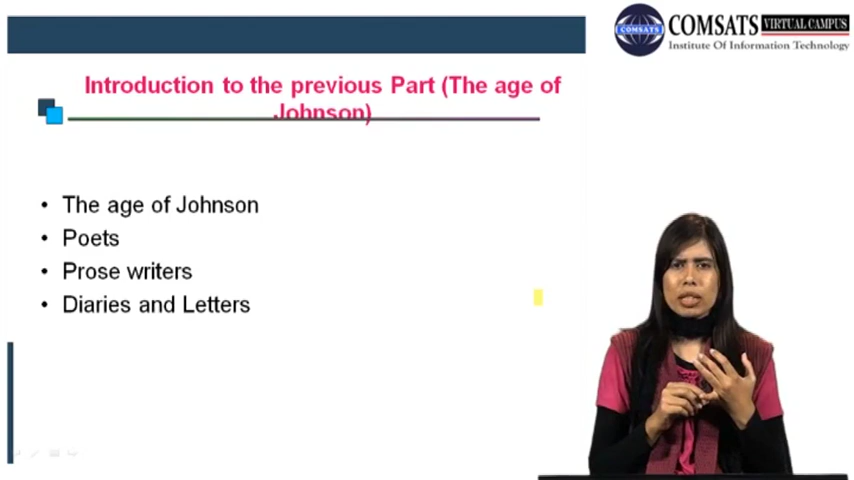 COMSATS VIRTUAL CAMPUS
COMSATS
Institute Of Information Technology
Introduction to the previous Part (The age of
Johnson)
• The age of Johnson
• Poets
• Prose writers
• Diaries and Letters